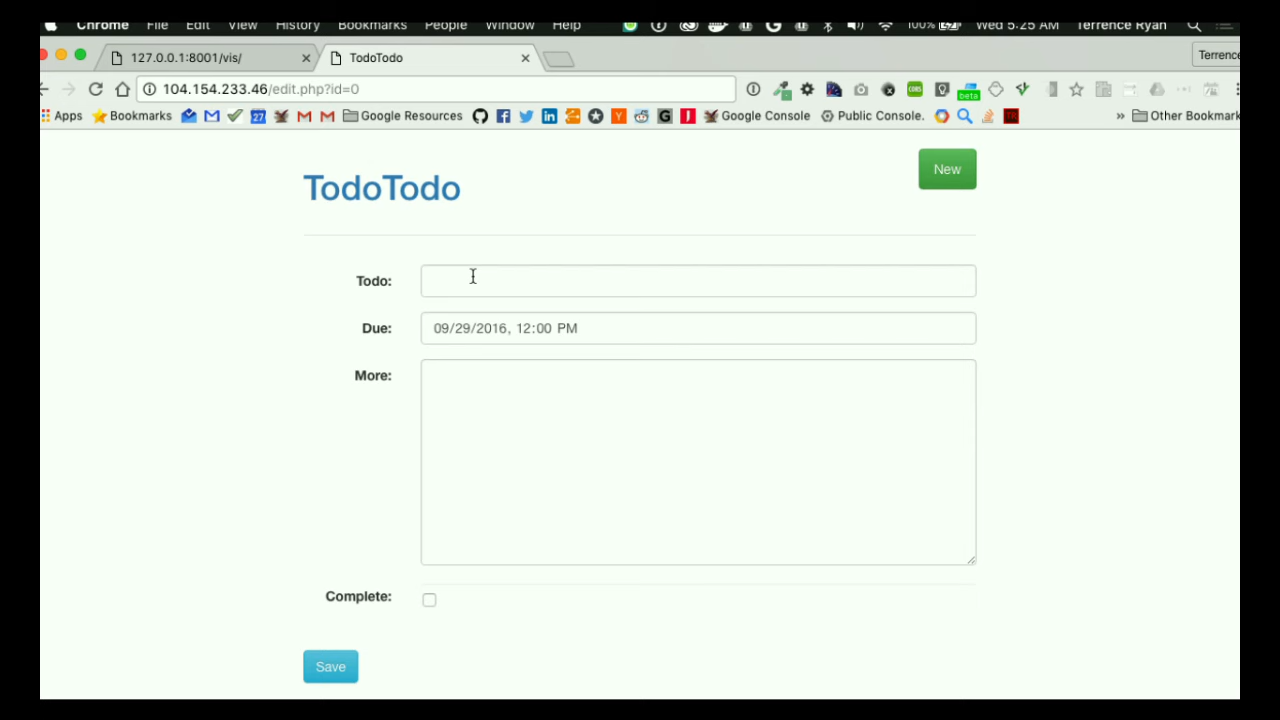 Chrome File Edit View History Bookmarks People Window Help 100% Wed 5:25 AM Terrence Ryan
127.0.0.1:8001/vis/ TodoTodo Terrence
104.154.233.46/edit.php?id=0
Apps Bookmarks 27 Google Resources Google Console Public Console. Other Bookmark
beta
New
TodoTodo
Todo:
Due: 09/29/2016, 12:00 PM
More:
Complete:
Save